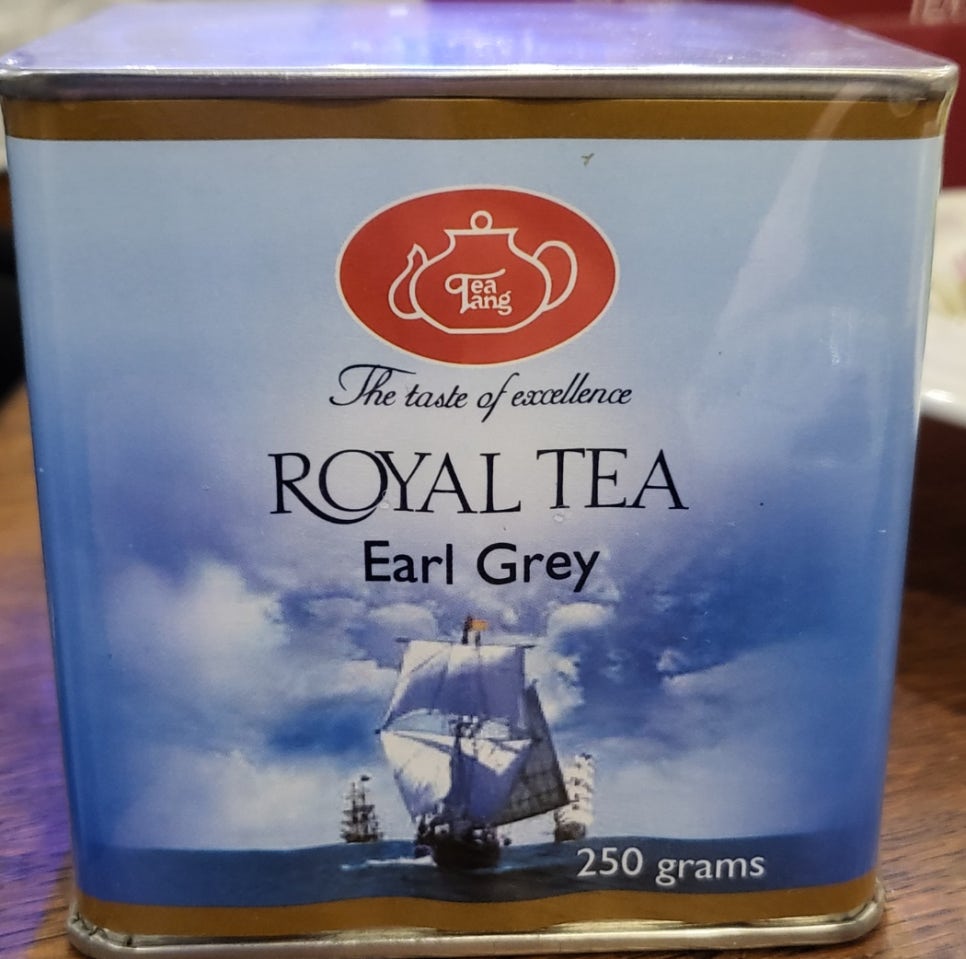 Tea
Tang
The taste of excellence
ROYAL TEA
Earl Grey
250 grams